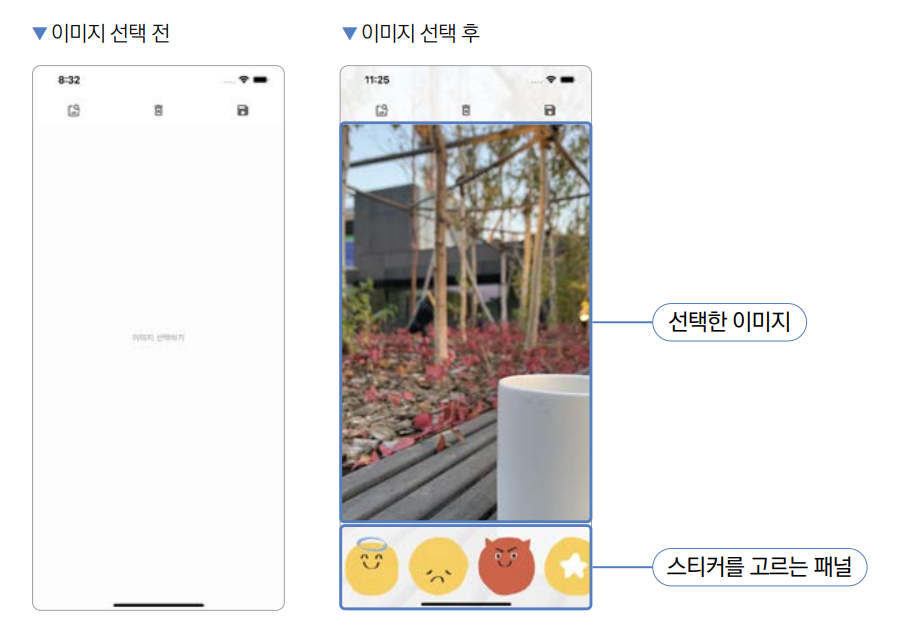 ▼ 이미지 선택 전
▼ 이미지 선택 후
8:32
11:25
이미지 선택하기
선택한 이미지
스티커를 고르는 패널